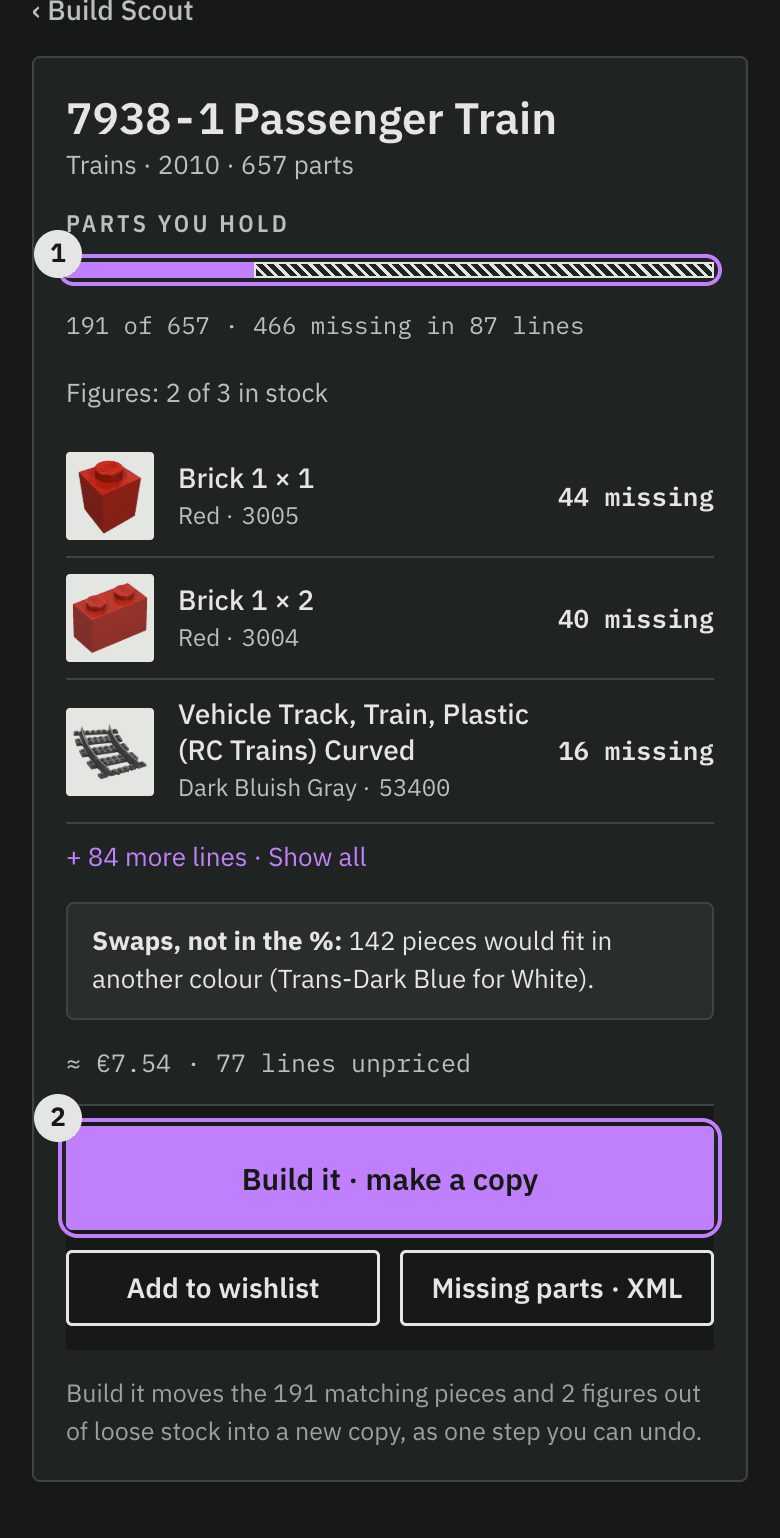 ‹ Build Scout
7938-1 Passenger Train
Trains · 2010 · 657 parts
PARTS YOU HOLD
1
191 of 657 · 466 missing in 87 lines
Figures: 2 of 3 in stock
Brick 1 × 1
Red · 3005
44 missing
Brick 1 × 2
Red · 3004
40 missing
Vehicle Track, Train, Plastic
(RC Trains) Curved
Dark Bluish Gray · 53400
16 missing
+ 84 more lines · Show all
Swaps, not in the %: 142 pieces would fit in
another colour (Trans-Dark Blue for White).
≈ €7.54 · 77 lines unpriced
2
Build it · make a copy
Add to wishlist
Missing parts · XML
Build it moves the 191 matching pieces and 2 figures out
of loose stock into a new copy, as one step you can undo.